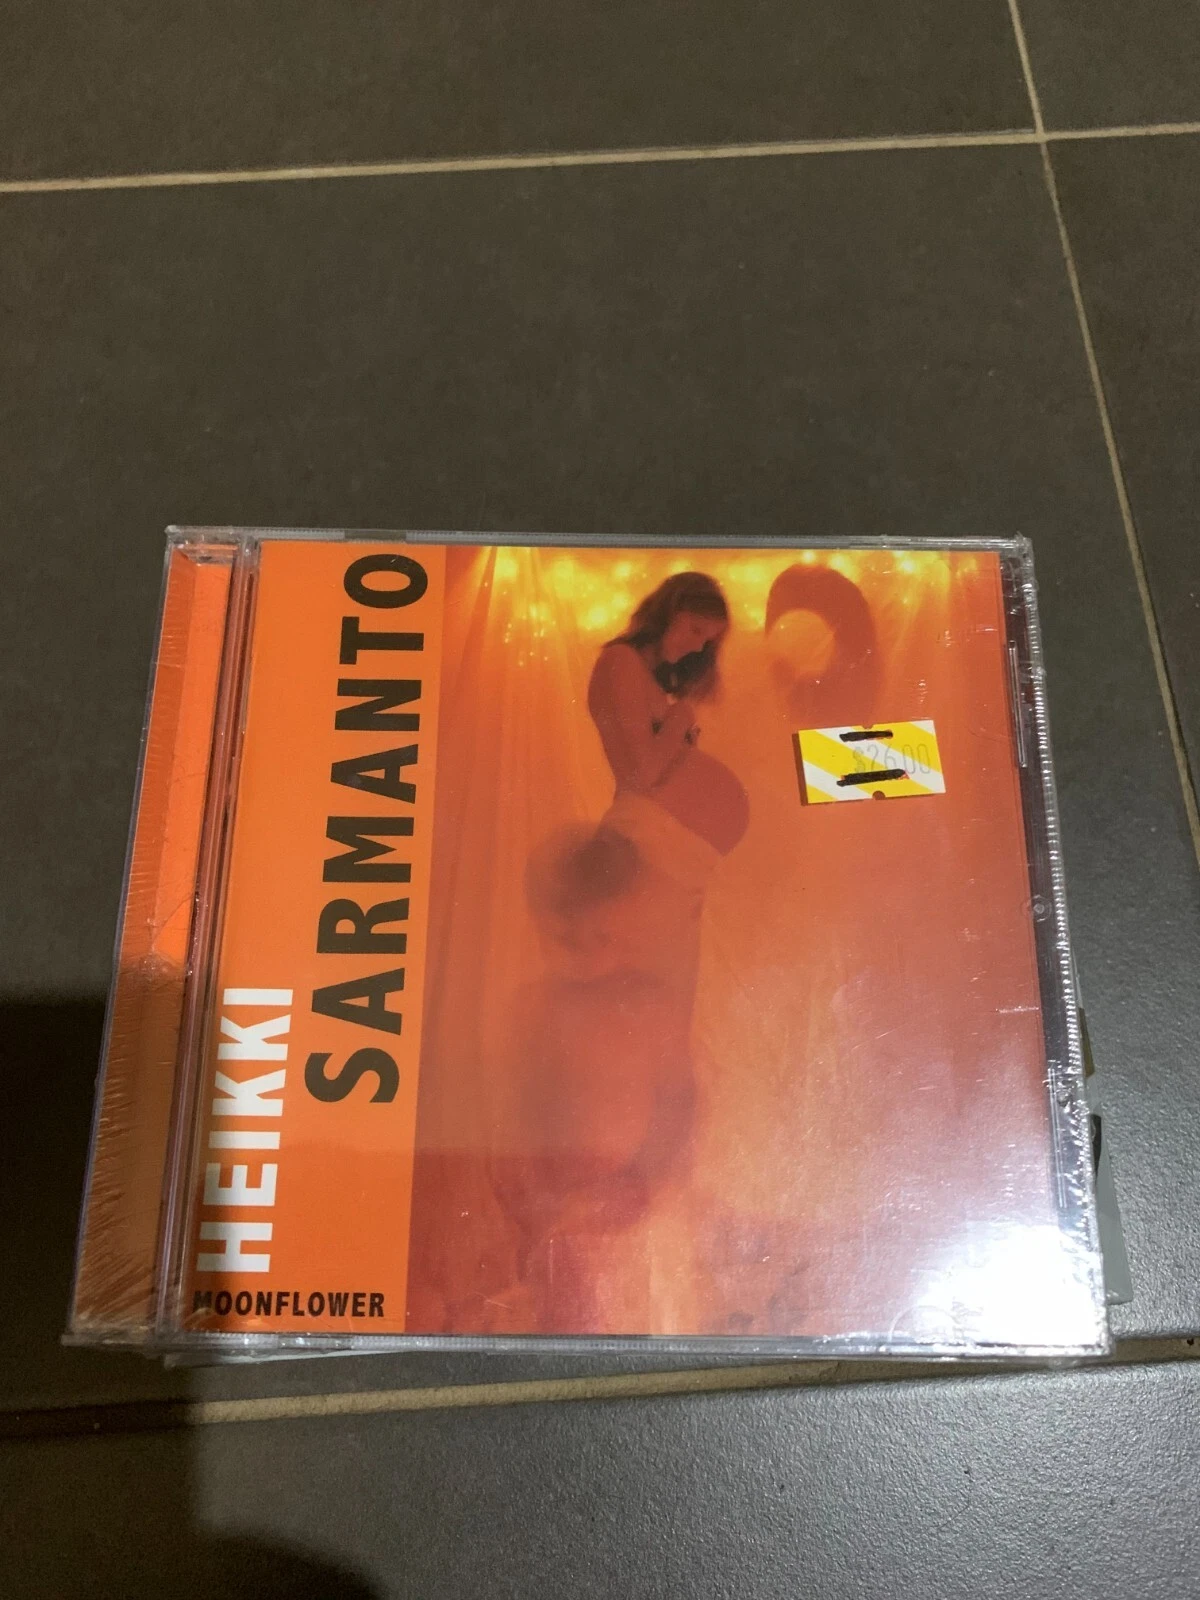 HEIKKI
SARMANTO
MOONFLOWER
$26.00